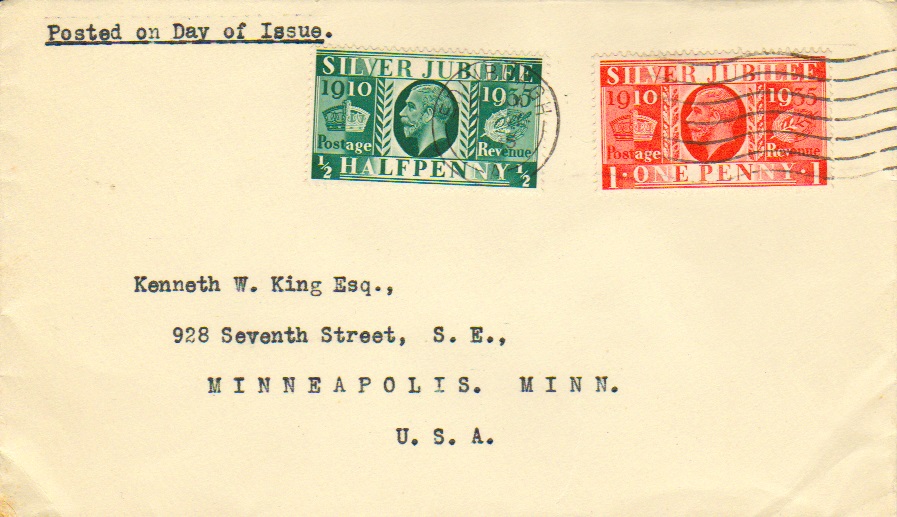 Posted on Day of Issue.
SILVER JUBILEE
1910 1935
Postage Revenue
½ HALFPENNY ½
SILVER JUBILEE
1910 1935
Postage Revenue
1·ONE PENNY·1
Kenneth W. King Esq.,
928 Seventh Street, S. E.,
MINNEAPOLIS. MINN.
U. S. A.